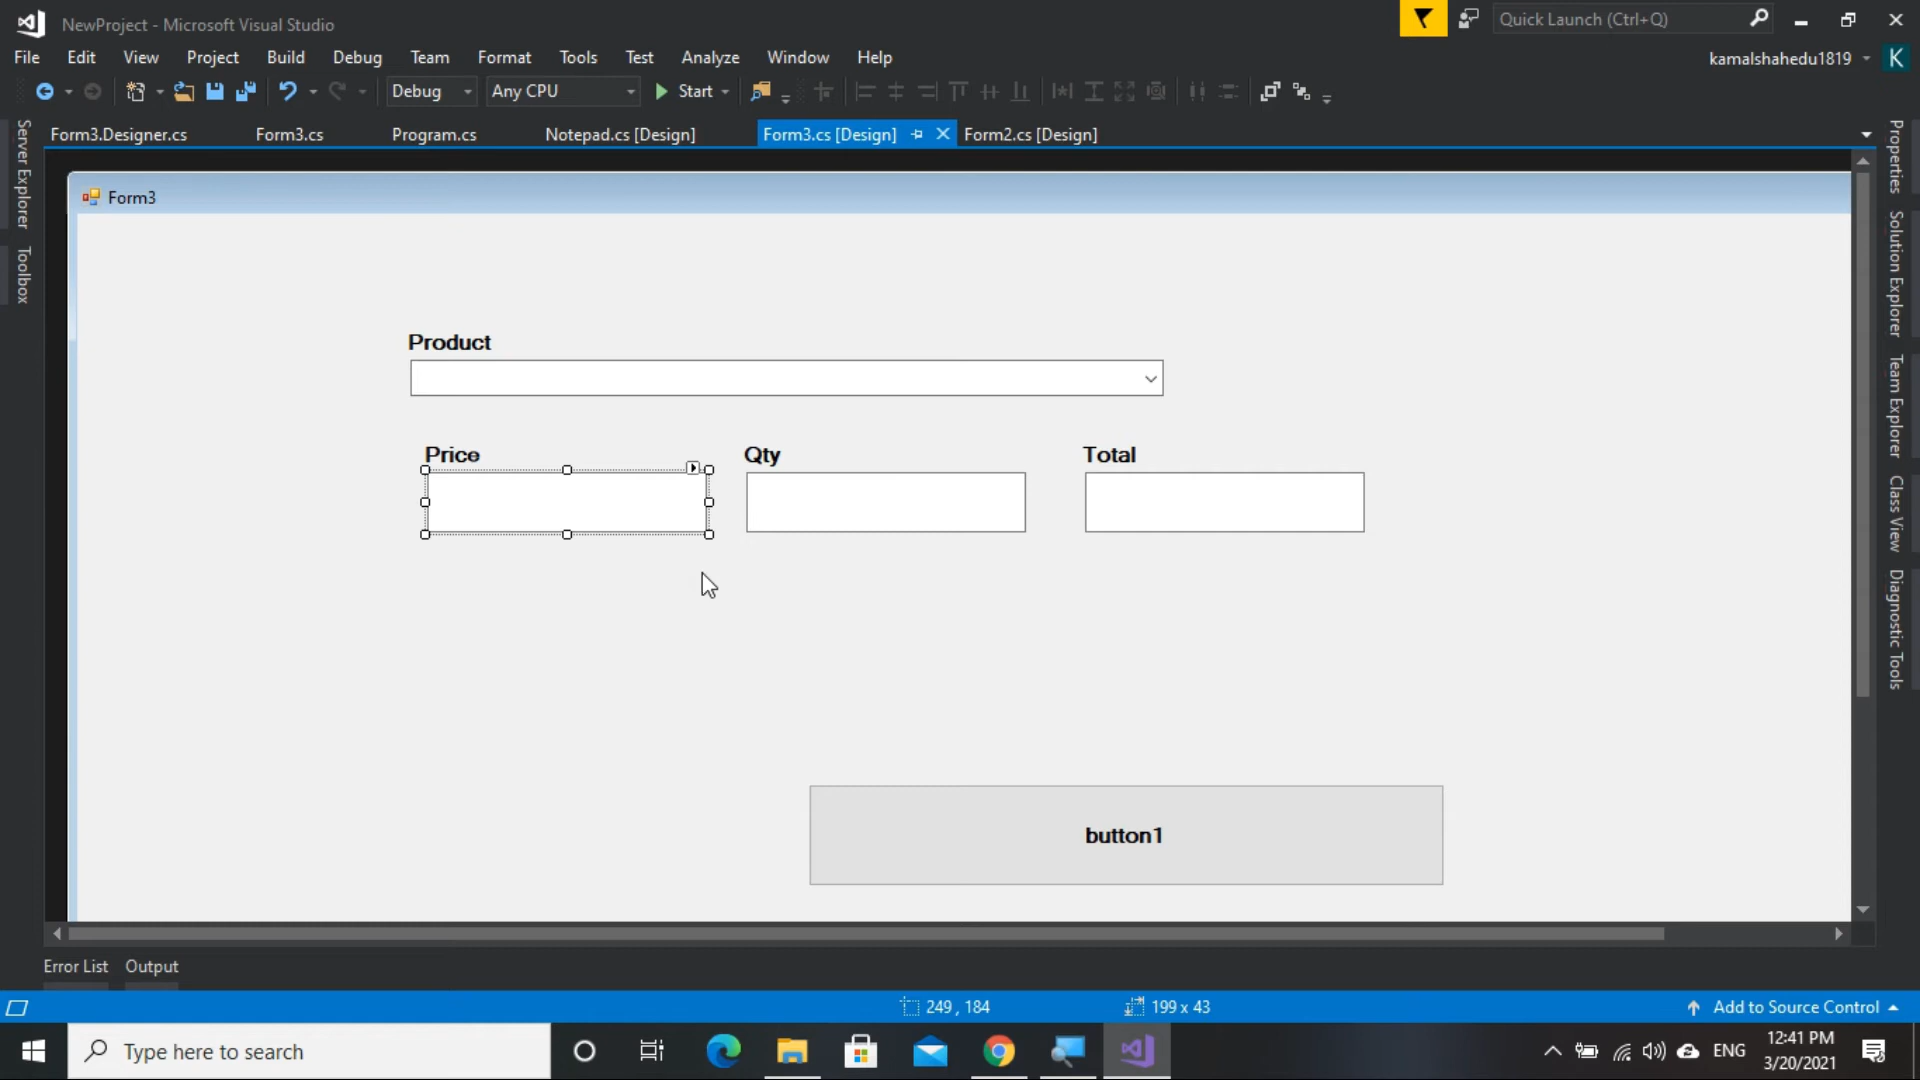 NewProject - Microsoft Visual Studio
Quick Launch (Ctrl+Q)
File Edit View Project Build Debug Team Format Tools Test Analyze Window Help
kamalshahedu1819 K
Debug Any CPU Start
Form3.Designer.cs Form3.cs Program.cs Notepad.cs [Design] Form3.cs [Design] Form2.cs [Design]
Server Explorer
Toolbox
Properties
Solution Explorer
Team Explorer
Class View
Diagnostic Tools
Form3
Product
Price Qty Total
button1
Error List Output
249 , 184 199 x 43 Add to Source Control
Type here to search
ENG
12:41 PM
3/20/2021